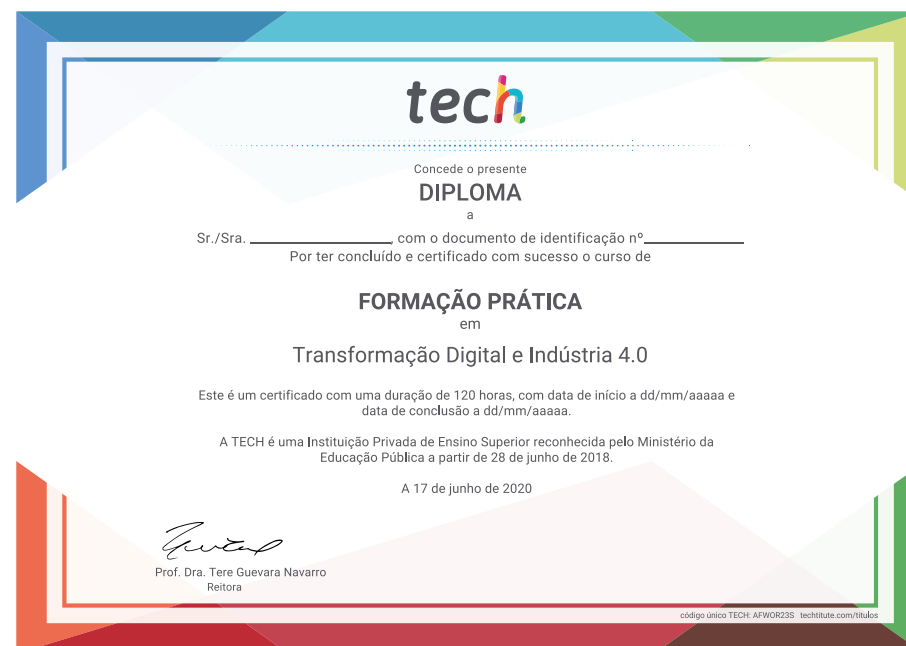 tech
Concede o presente
DIPLOMA
a
Sr./Sra. ____________________, com o documento de identificação nº______________
Por ter concluído e certificado com sucesso o curso de
FORMAÇÃO PRÁTICA
em
Transformação Digital e Indústria 4.0
Este é um certificado com uma duração de 120 horas, com data de início a dd/mm/aaaaa e
data de conclusão a dd/mm/aaaaa.
A TECH é uma Instituição Privada de Ensino Superior reconhecida pelo Ministério da
Educação Pública a partir de 28 de junho de 2018.
A 17 de junho de 2020
Prof. Dra. Tere Guevara Navarro
Reitora
código único TECH: AFWOR23S techtitute.com/titulos